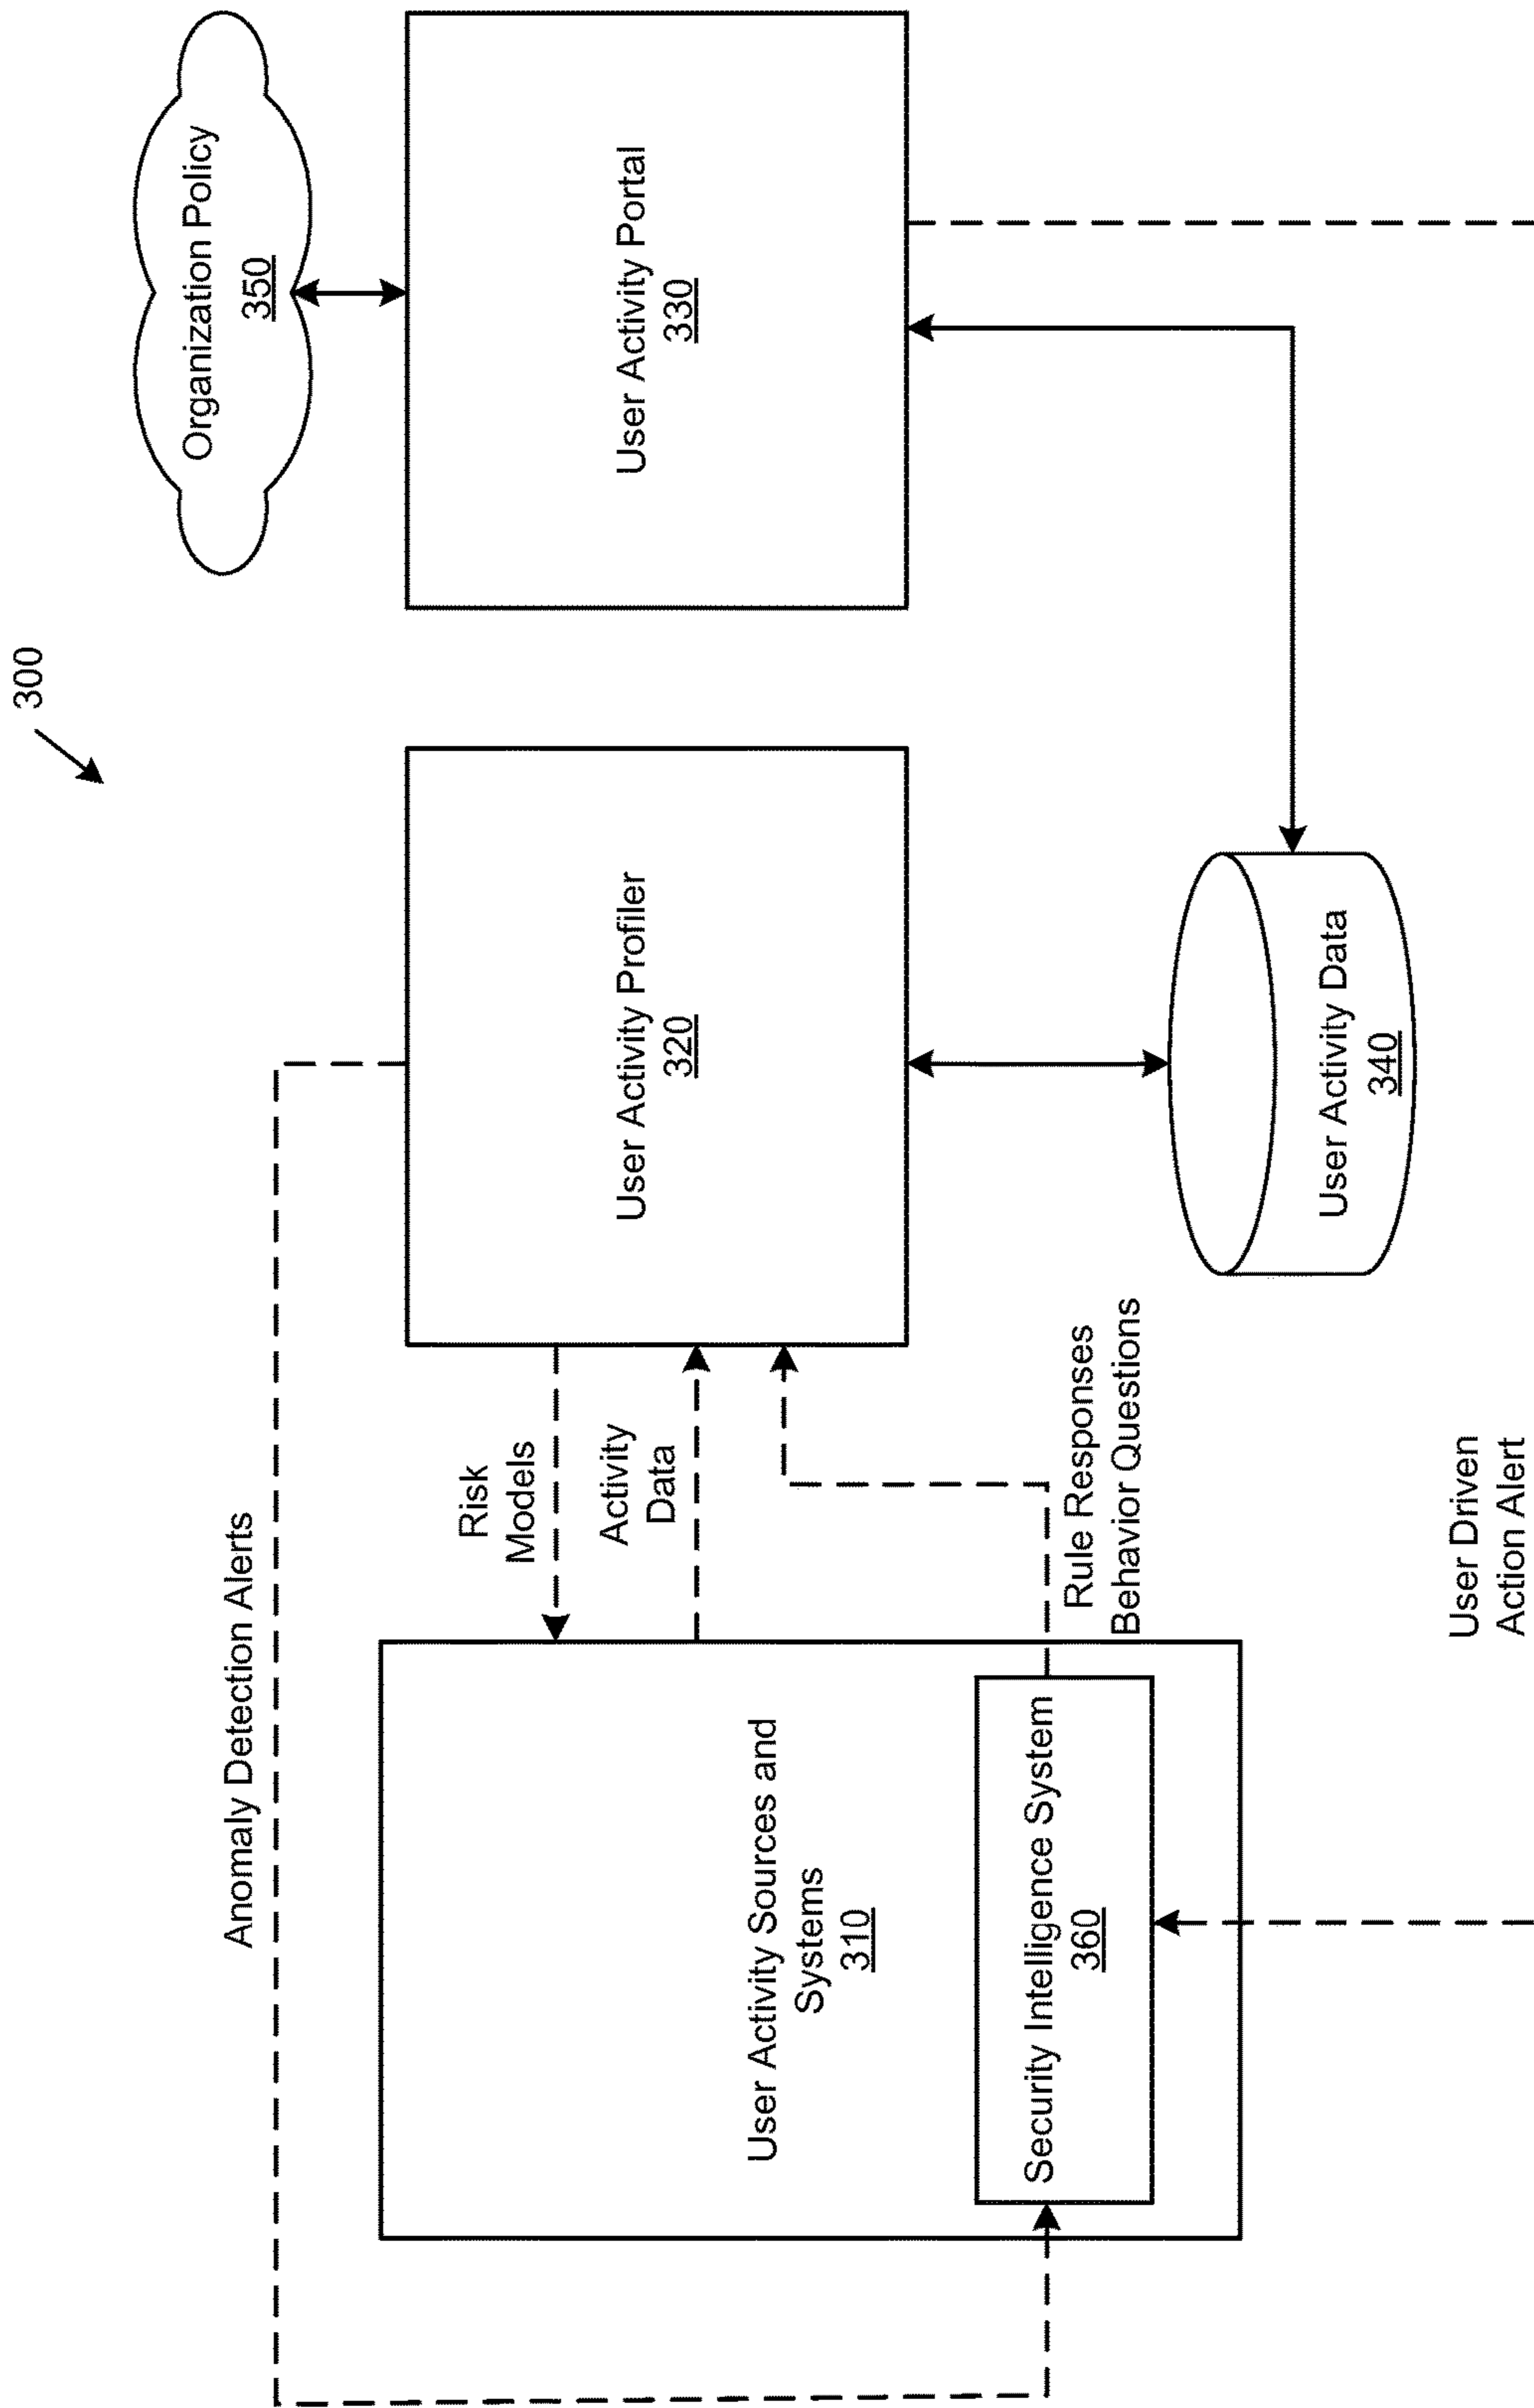 300
Anomaly Detection Alerts
Organization Policy
350
User Activity Sources and
Systems
310
Risk
Models
Activity
Data
User Activity Profiler
320
User Activity Portal
330
Security Intelligence System
360
Rule Responses
Behavior Questions
User Activity Data
340
User Driven
Action Alert